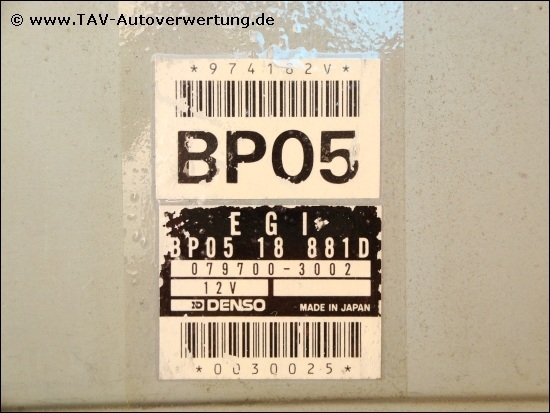 © www.TAV-Autoverwertung.de
*974182V*
BP05
EGI
BP05 18 881D
079700-3002
12V
DENSO MADE IN JAPAN
*0030025*